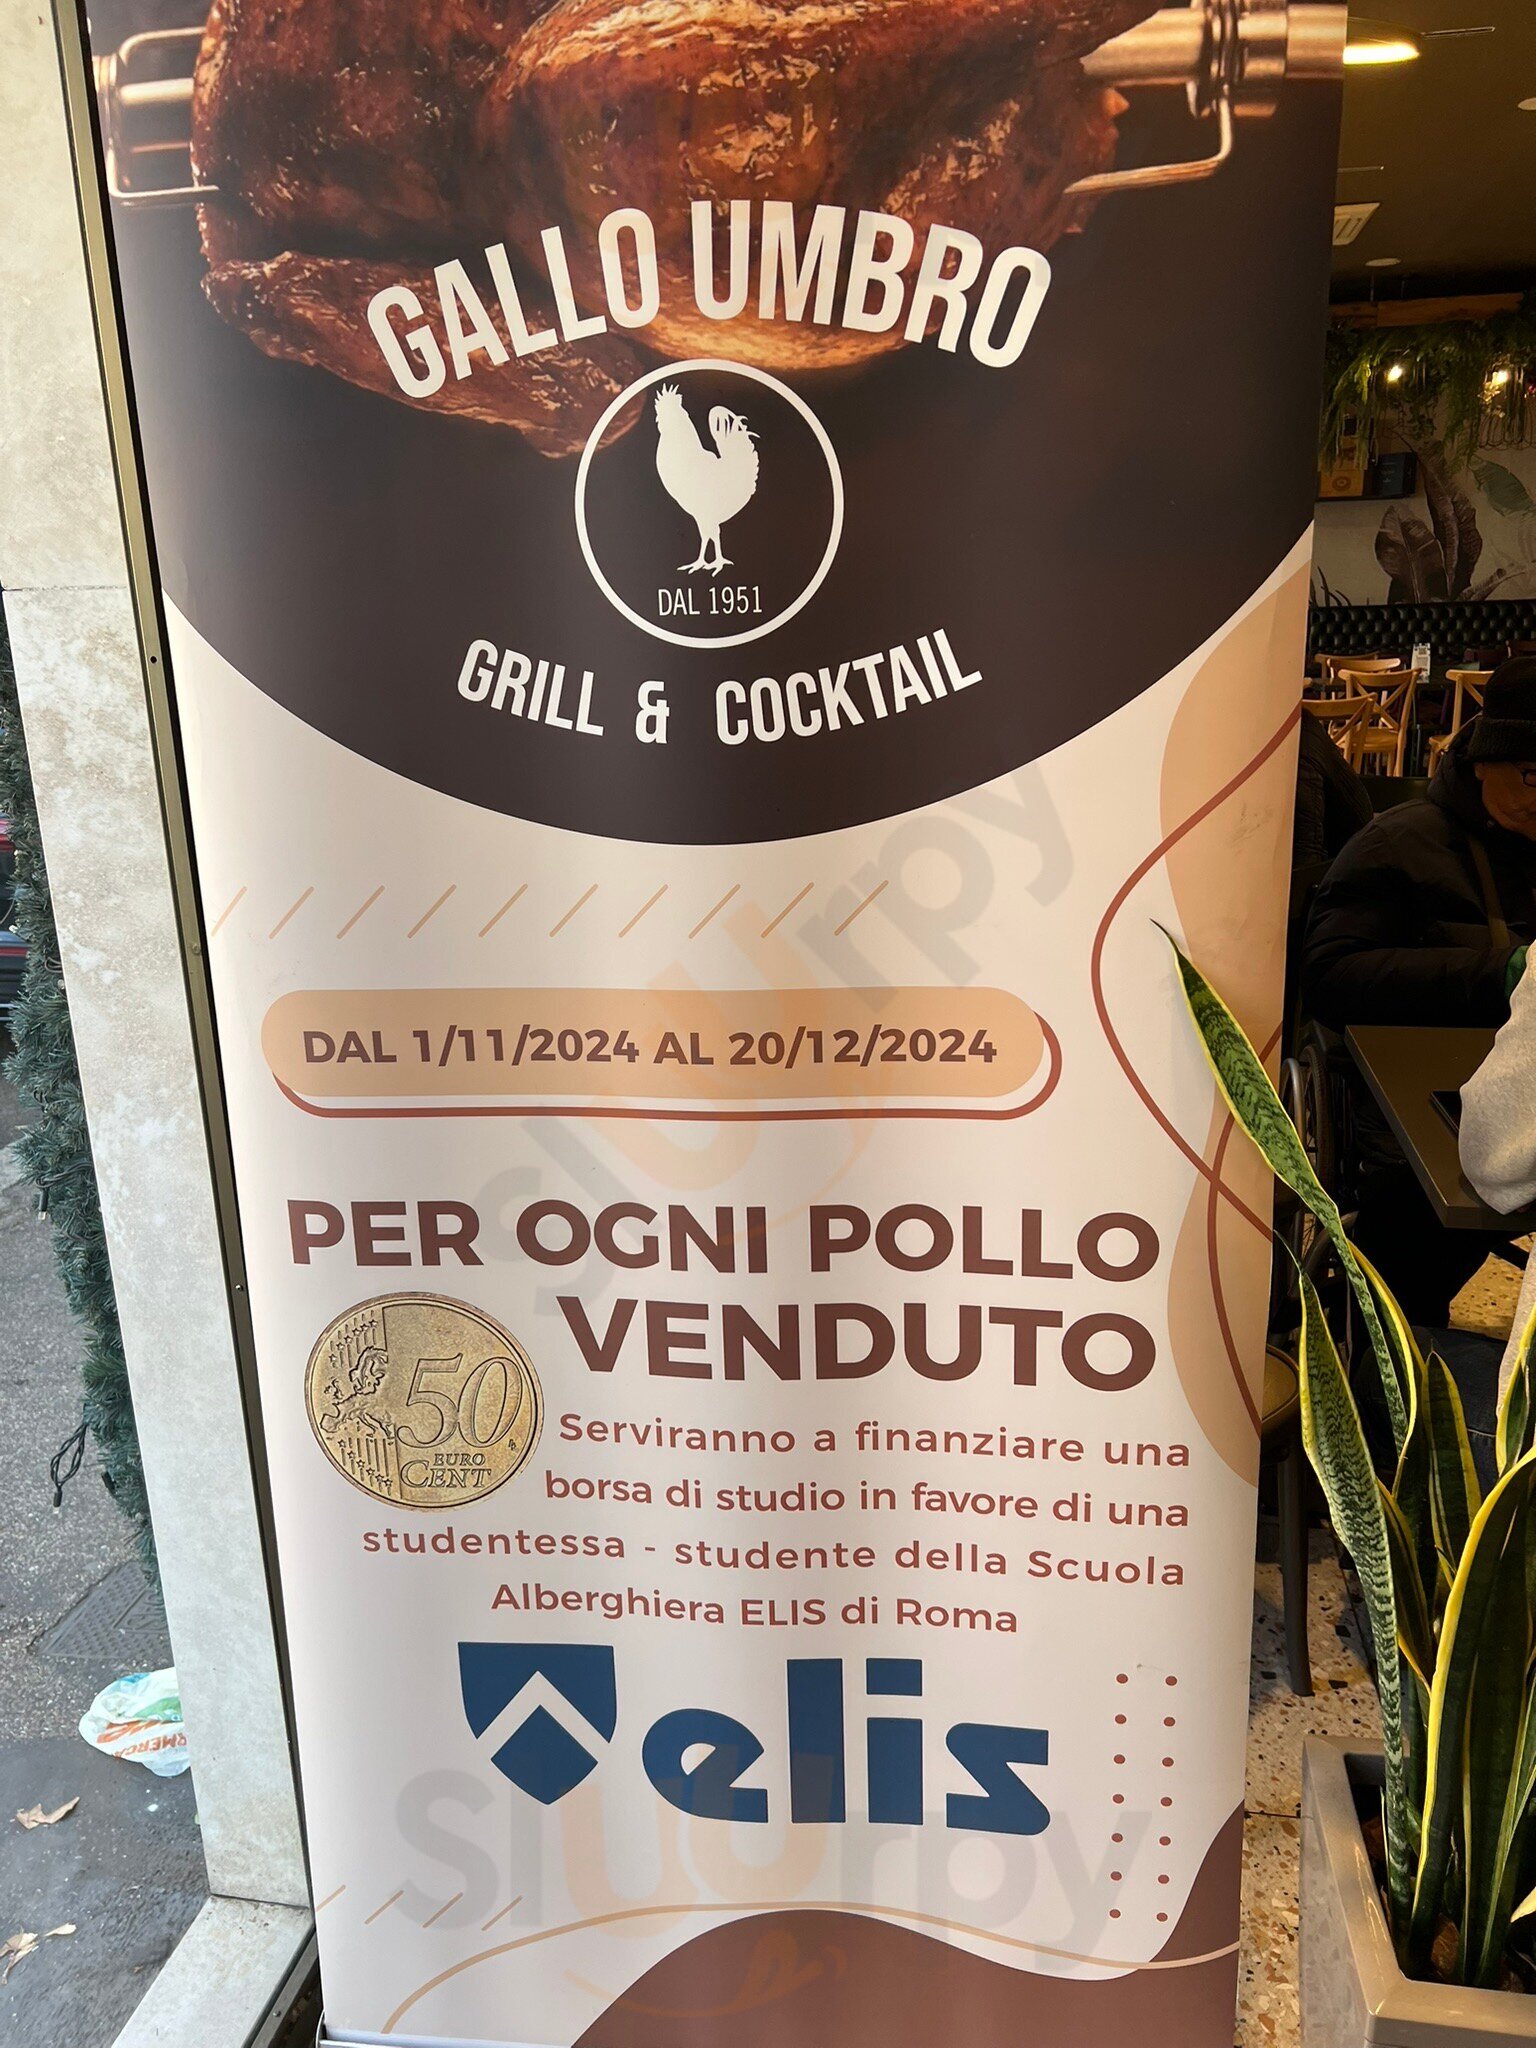 GALLO UMBRO
DAL 1951
GRILL & COCKTAIL
DAL 1/11/2024 AL 20/12/2024
PER OGNI POLLO
VENDUTO
50
EURO
CENT
Serviranno a finanziare una
borsa di studio in favore di una
studentessa - studente della Scuola
Alberghiera ELIS di Roma
elis
sluurpy
sluurpy